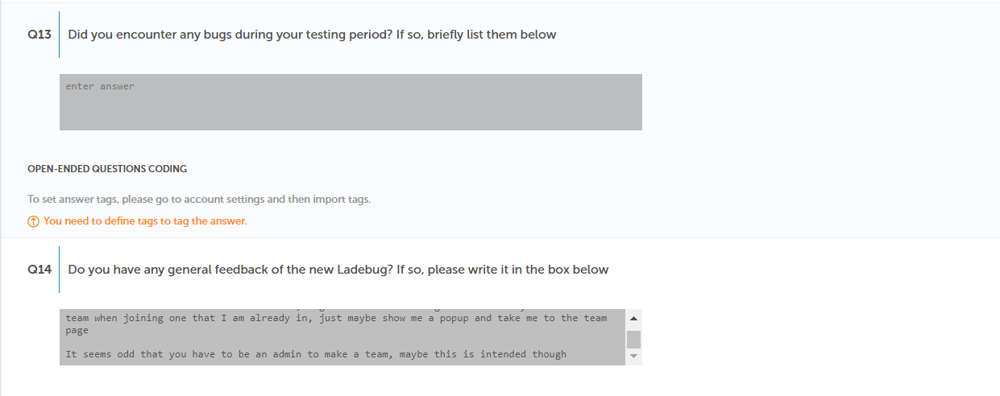 Q13
Did you encounter any bugs during your testing period? If so, briefly list them below
enter answer
OPEN-ENDED QUESTIONS CODING
To set answer tags, please go to account settings and then import tags.
You need to define tags to tag the answer.
Q14
Do you have any general feedback of the new Ladebug? If so, please write it in the box below
team when joining one that I am already in, just maybe show me a popup and take me to the team
page
It seems odd that you have to be an admin to make a team, maybe this is intended though